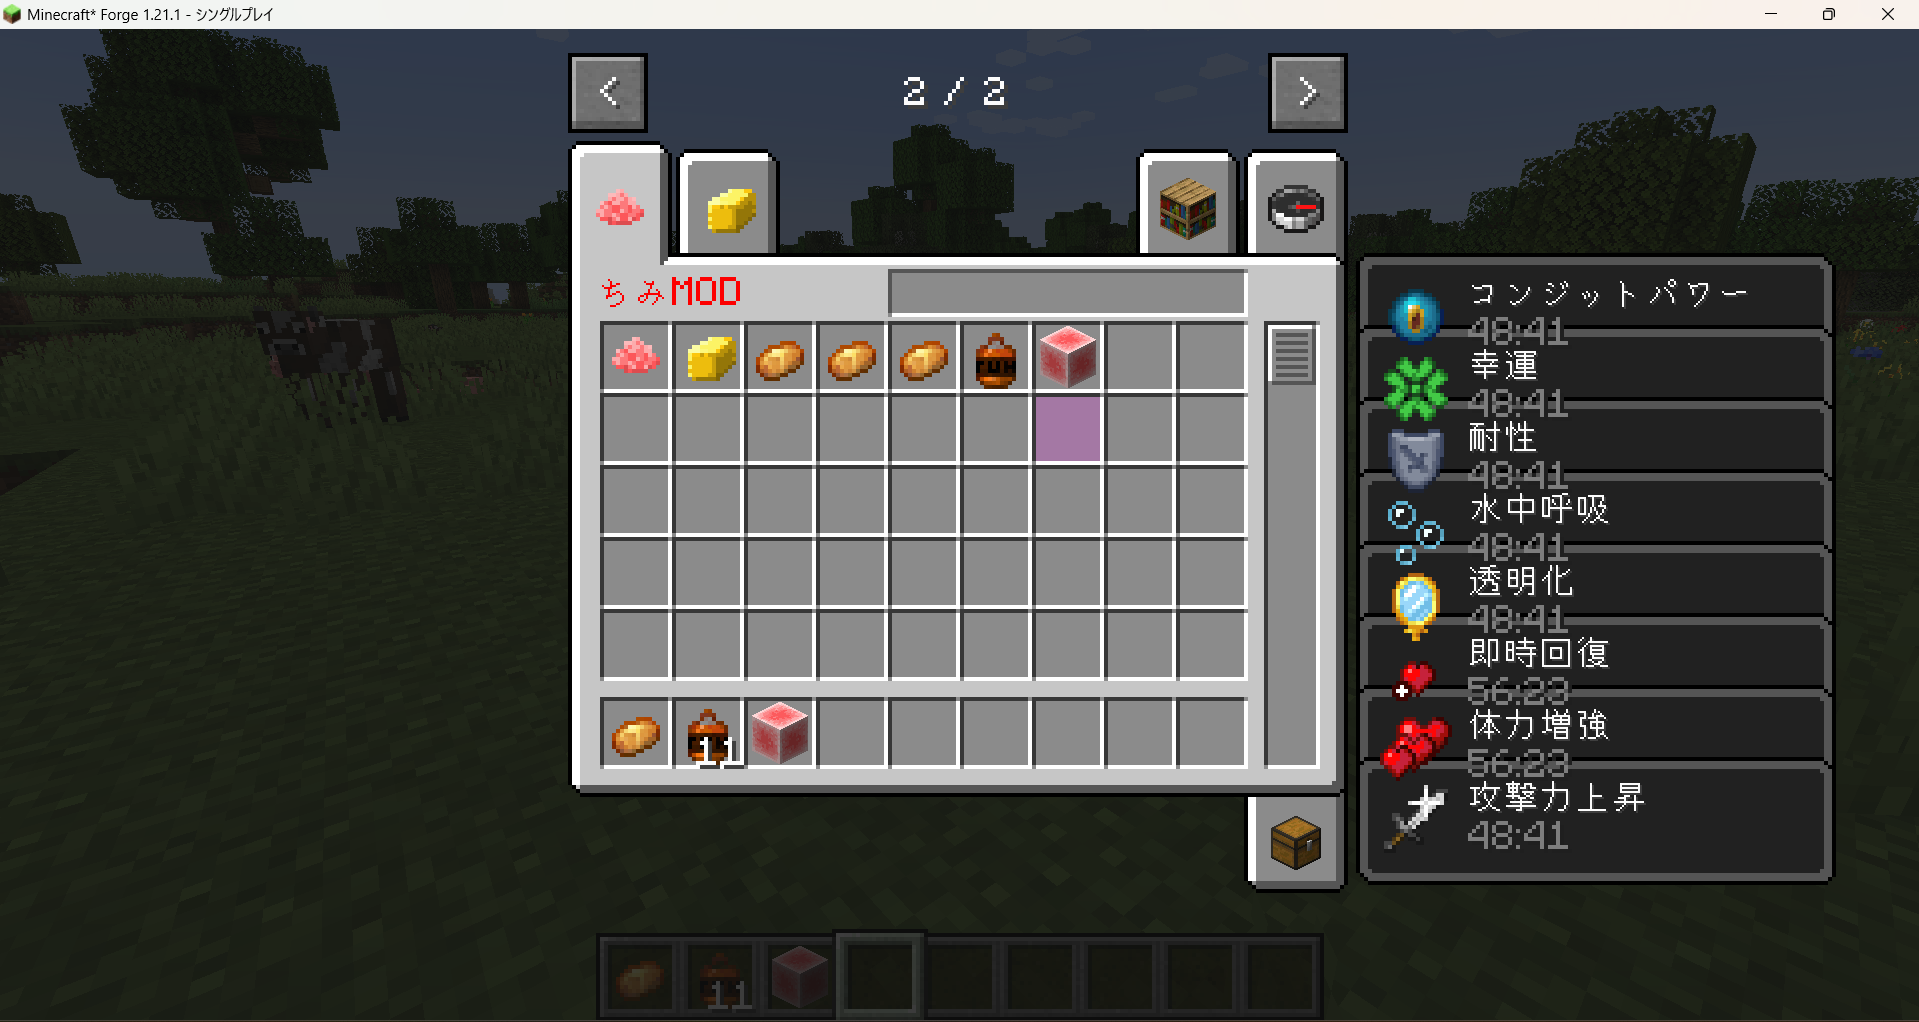 Minecraft* Forge 1.21.1 - シングルプレイ
<
2 / 2
>
ちみMOD
コンジットパワー
48:41
幸運
48:41
耐性
48:41
水中呼吸
48:41
透明化
48:41
即時回復
56:23
体力増強
56:23
攻撃力上昇
48:41
11
11